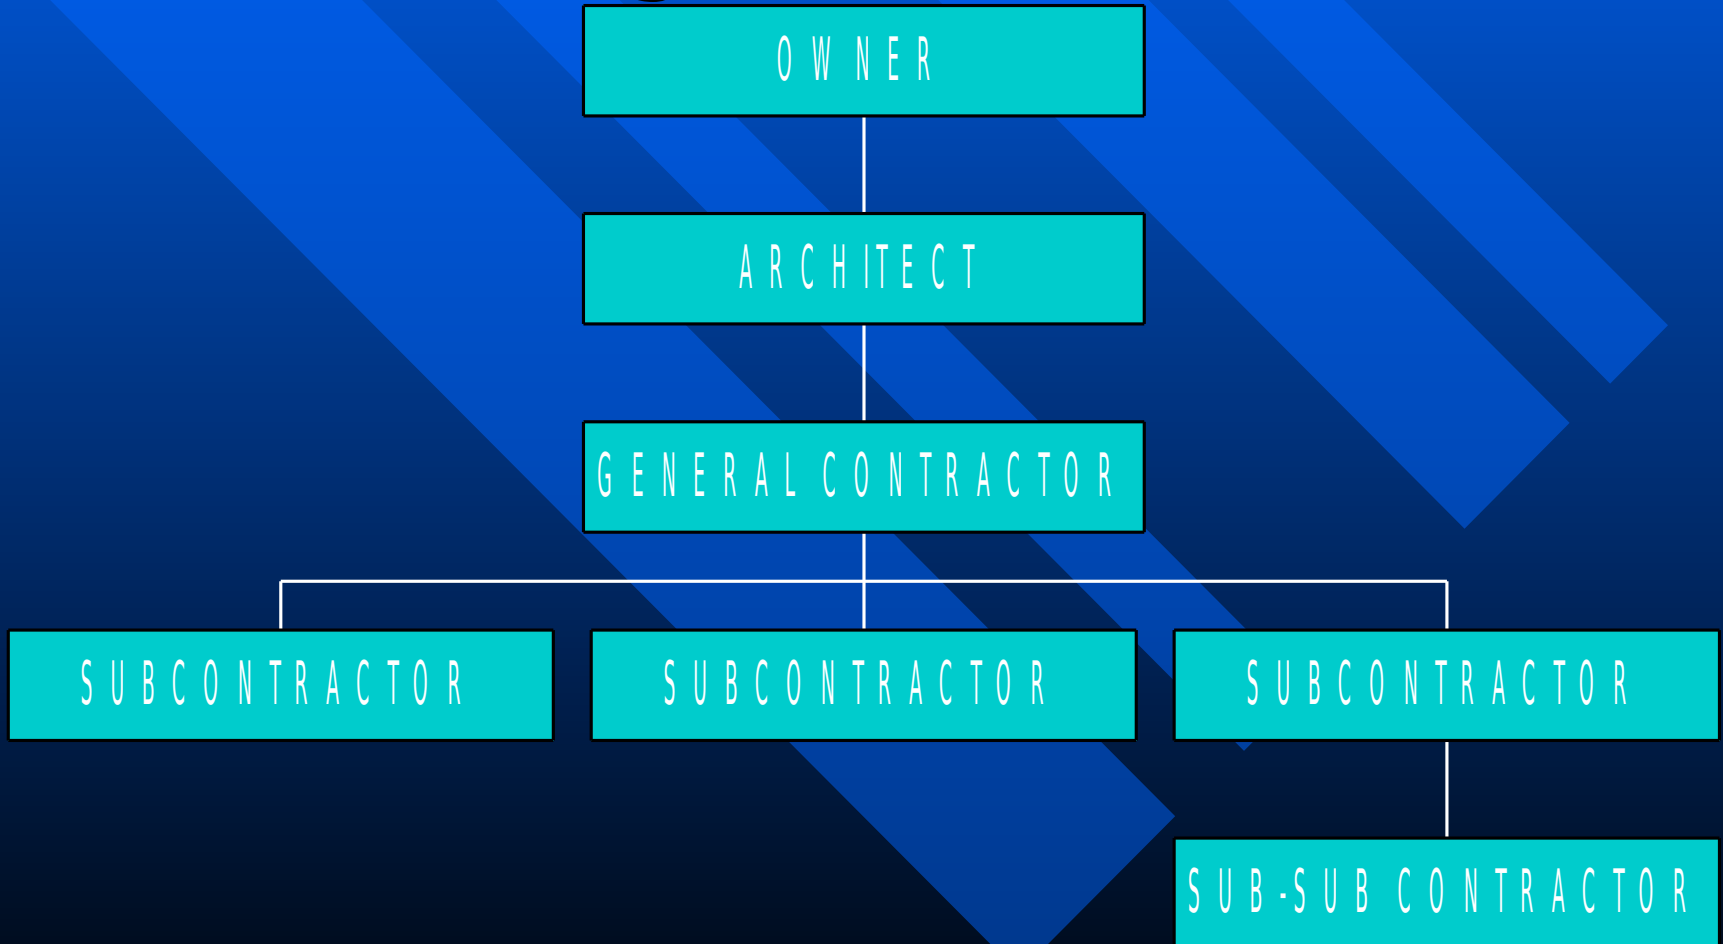 OWNER
ARCHITECT
GENERAL CONTRACTOR
SUBCONTRACTOR
SUBCONTRACTOR
SUBCONTRACTOR
SUB-SUB CONTRACTOR